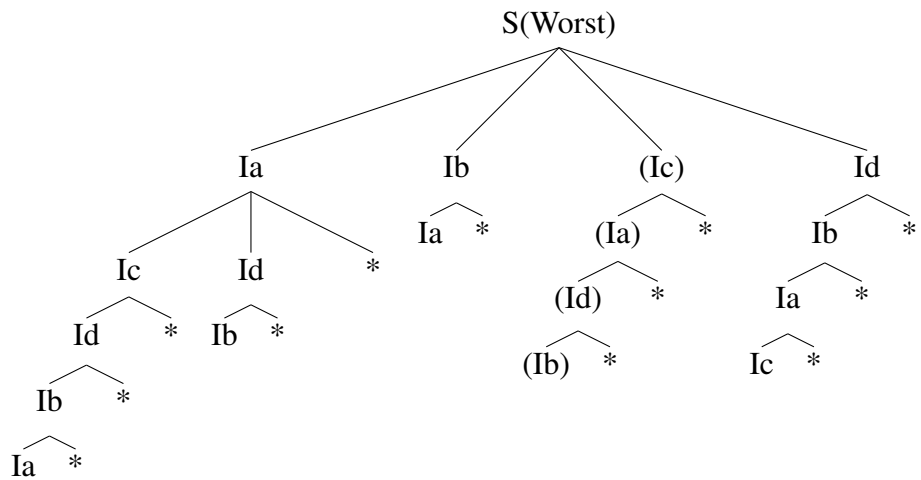 S(Worst)
Ia Ib (Ic) Id
Ia * (Ia) * Ib *
Ic Id *
(Id) * Ia *
Id * Ib *
(Ib) * Ic *
Ib *
Ia *